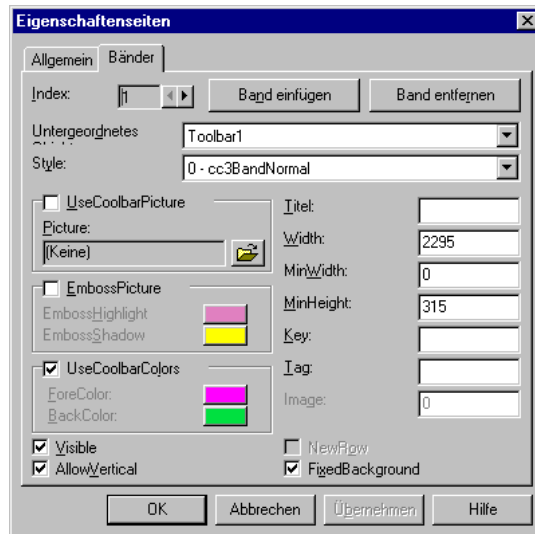 Eigenschaftenseiten
Allgemein Bänder
Index: 1 Band einfügen Band entfernen
Untergeordnetes Toolbar1
Style: 0 - cc3BandNormal
UseCoolbarPicture
Picture:
(Keine)
EmbossPicture
EmbossHighlight
EmbossShadow
UseCoolbarColors
ForeColor:
BackColor:
Visible
AllowVertical
Titel:
Width: 2295
MinWidth: 0
MinHeight: 315
Key:
Tag:
Image: 0
NewRow
FixedBackground
OK Abbrechen Übernehmen Hilfe